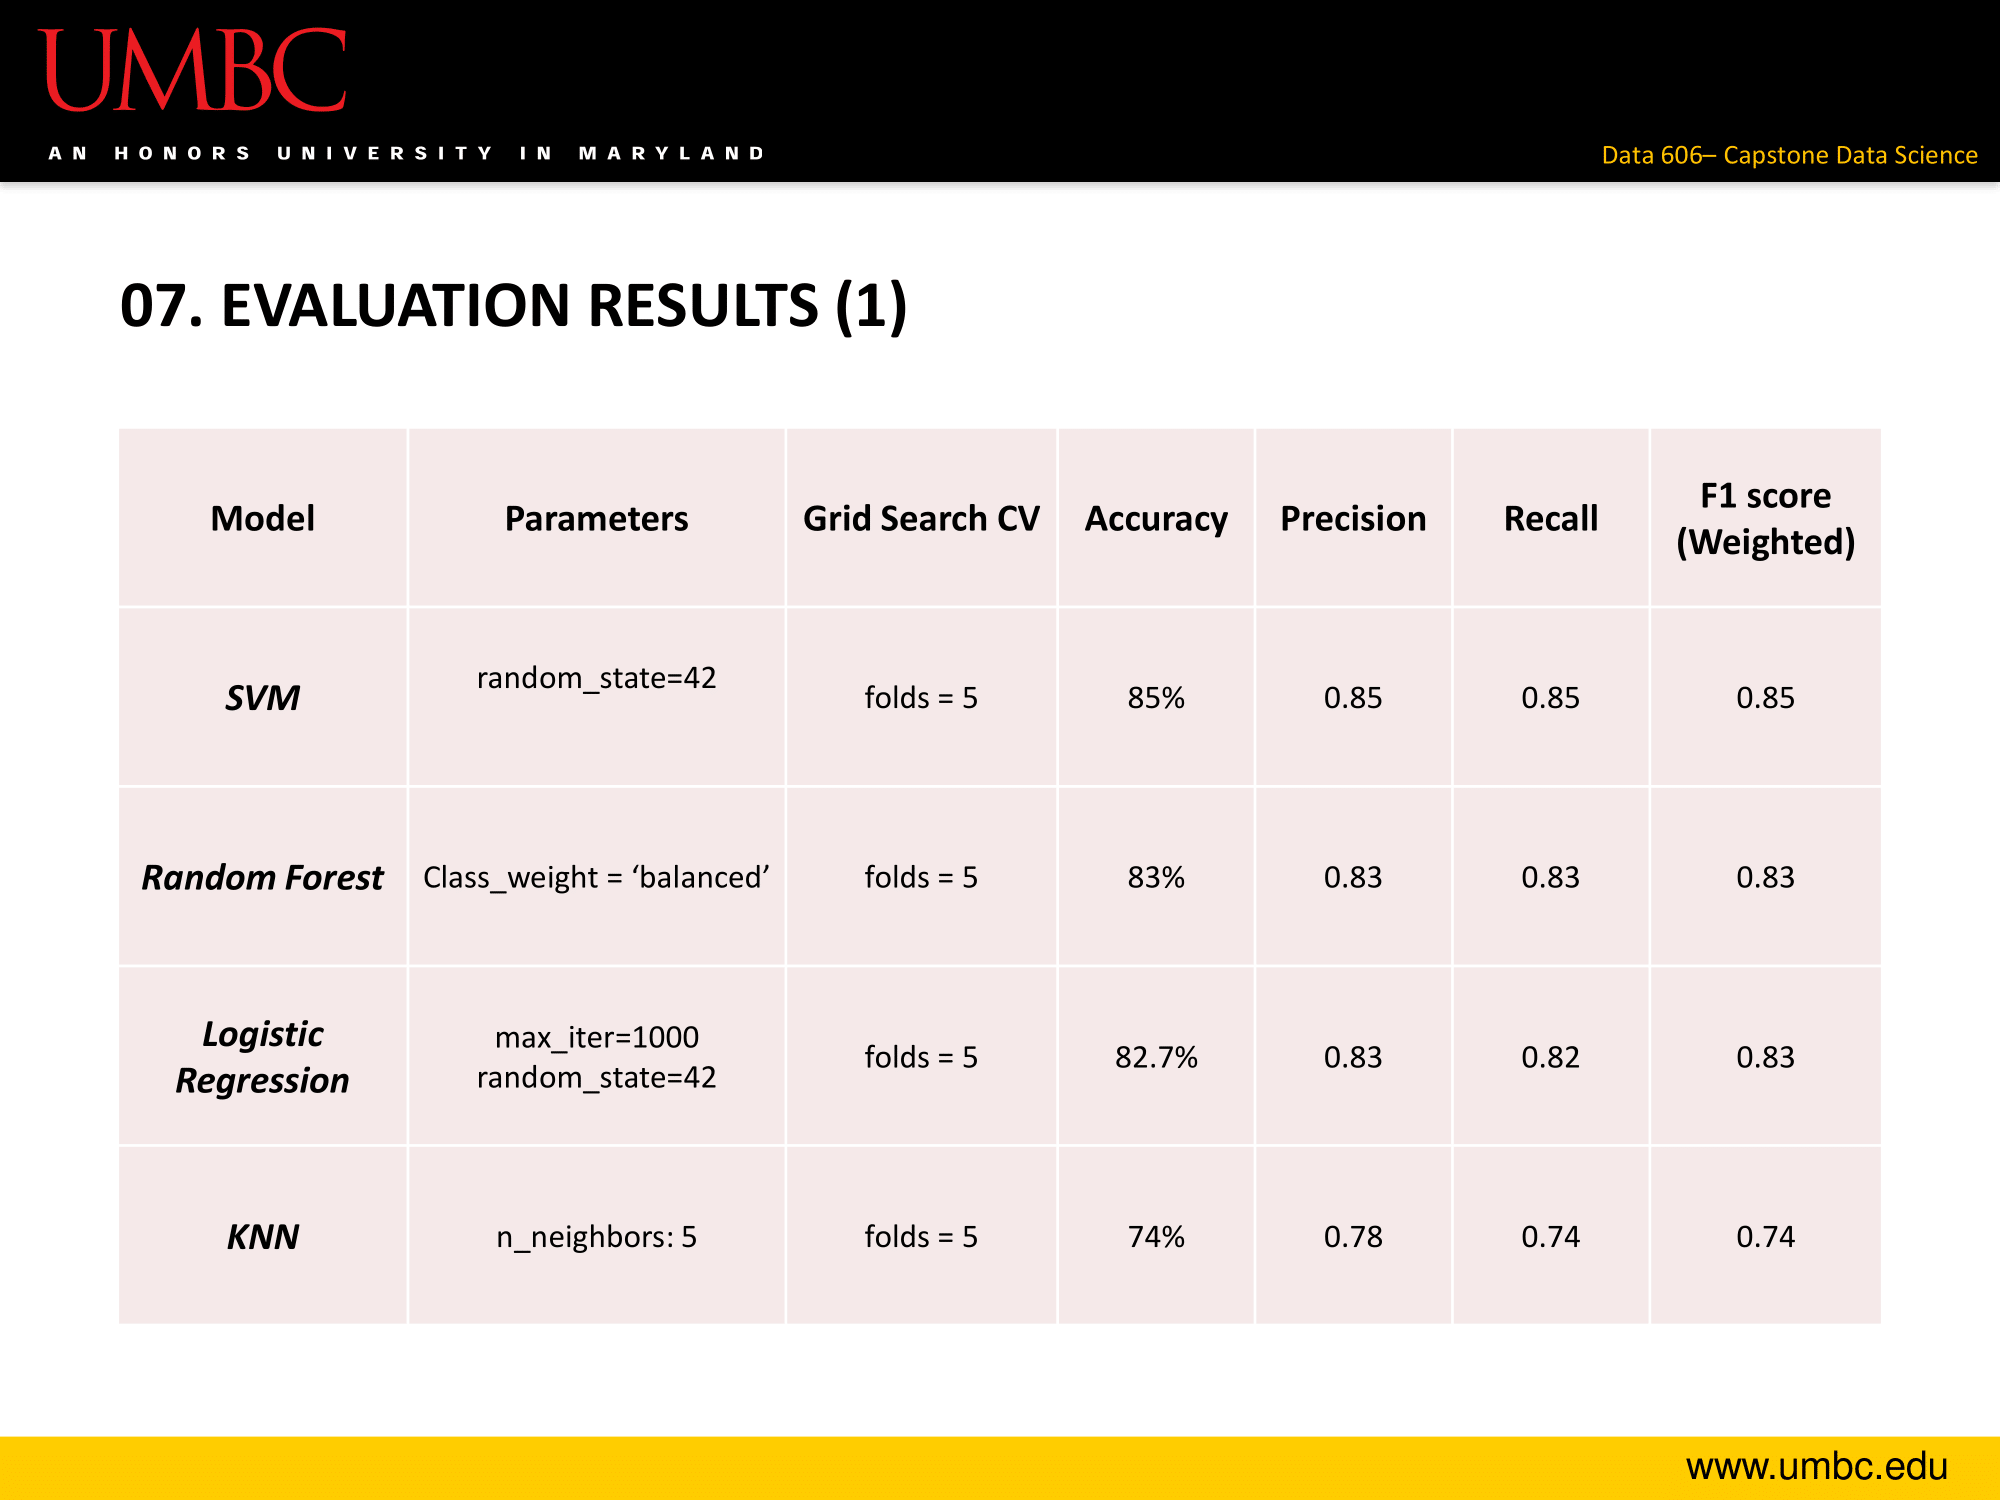 UMBC
AN HONORS UNIVERSITY IN MARYLAND
Data 606– Capstone Data Science
07. EVALUATION RESULTS (1)
Model Parameters Grid Search CV Accuracy Precision Recall F1 score
(Weighted)
SVM random_state=42 folds = 5 85% 0.85 0.85 0.85
Random Forest Class_weight = ‘balanced’ folds = 5 83% 0.83 0.83 0.83
Logistic
Regression
max_iter=1000
random_state=42
folds = 5 82.7% 0.83 0.82 0.83
KNN n_neighbors: 5 folds = 5 74% 0.78 0.74 0.74
www.umbc.edu